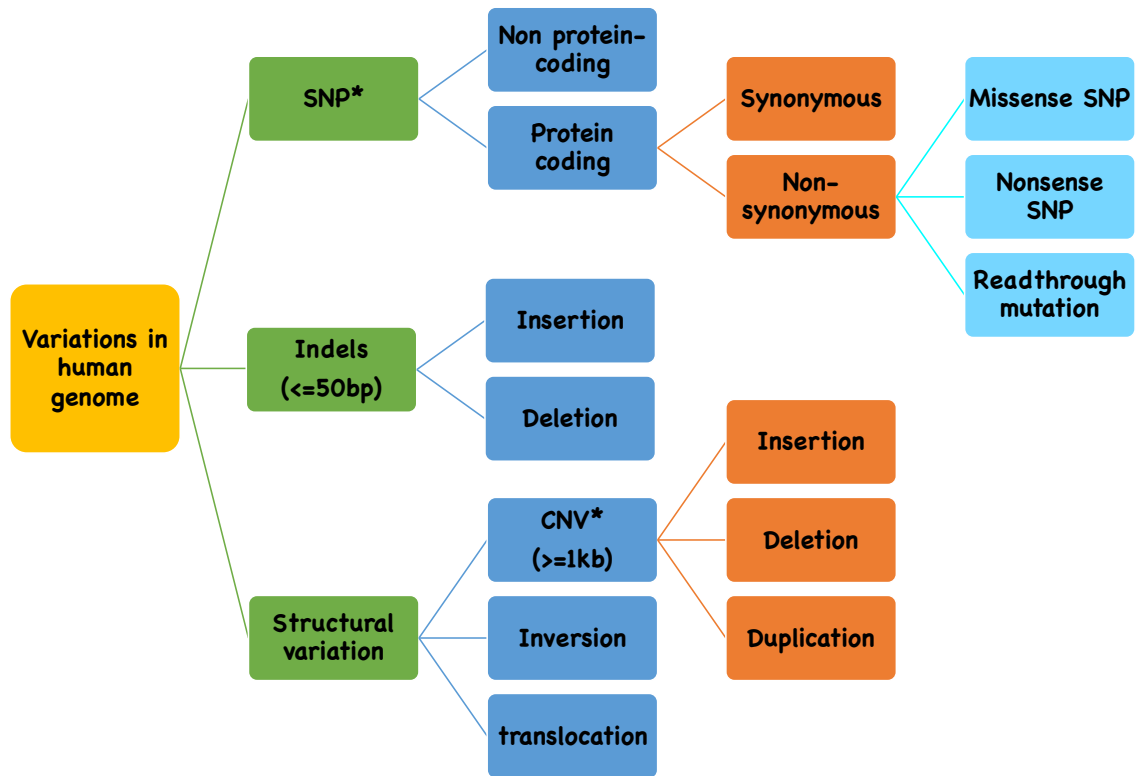 Variations in
human
genome
SNP*
Non protein-
coding
Protein
coding
Synonymous
Non-
synonymous
Missense SNP
Nonsense
SNP
Readthrough
mutation
Indels
(<=50bp)
Insertion
Deletion
Structural
variation
CNV*
(>=1kb)
Insertion
Deletion
Duplication
Inversion
translocation